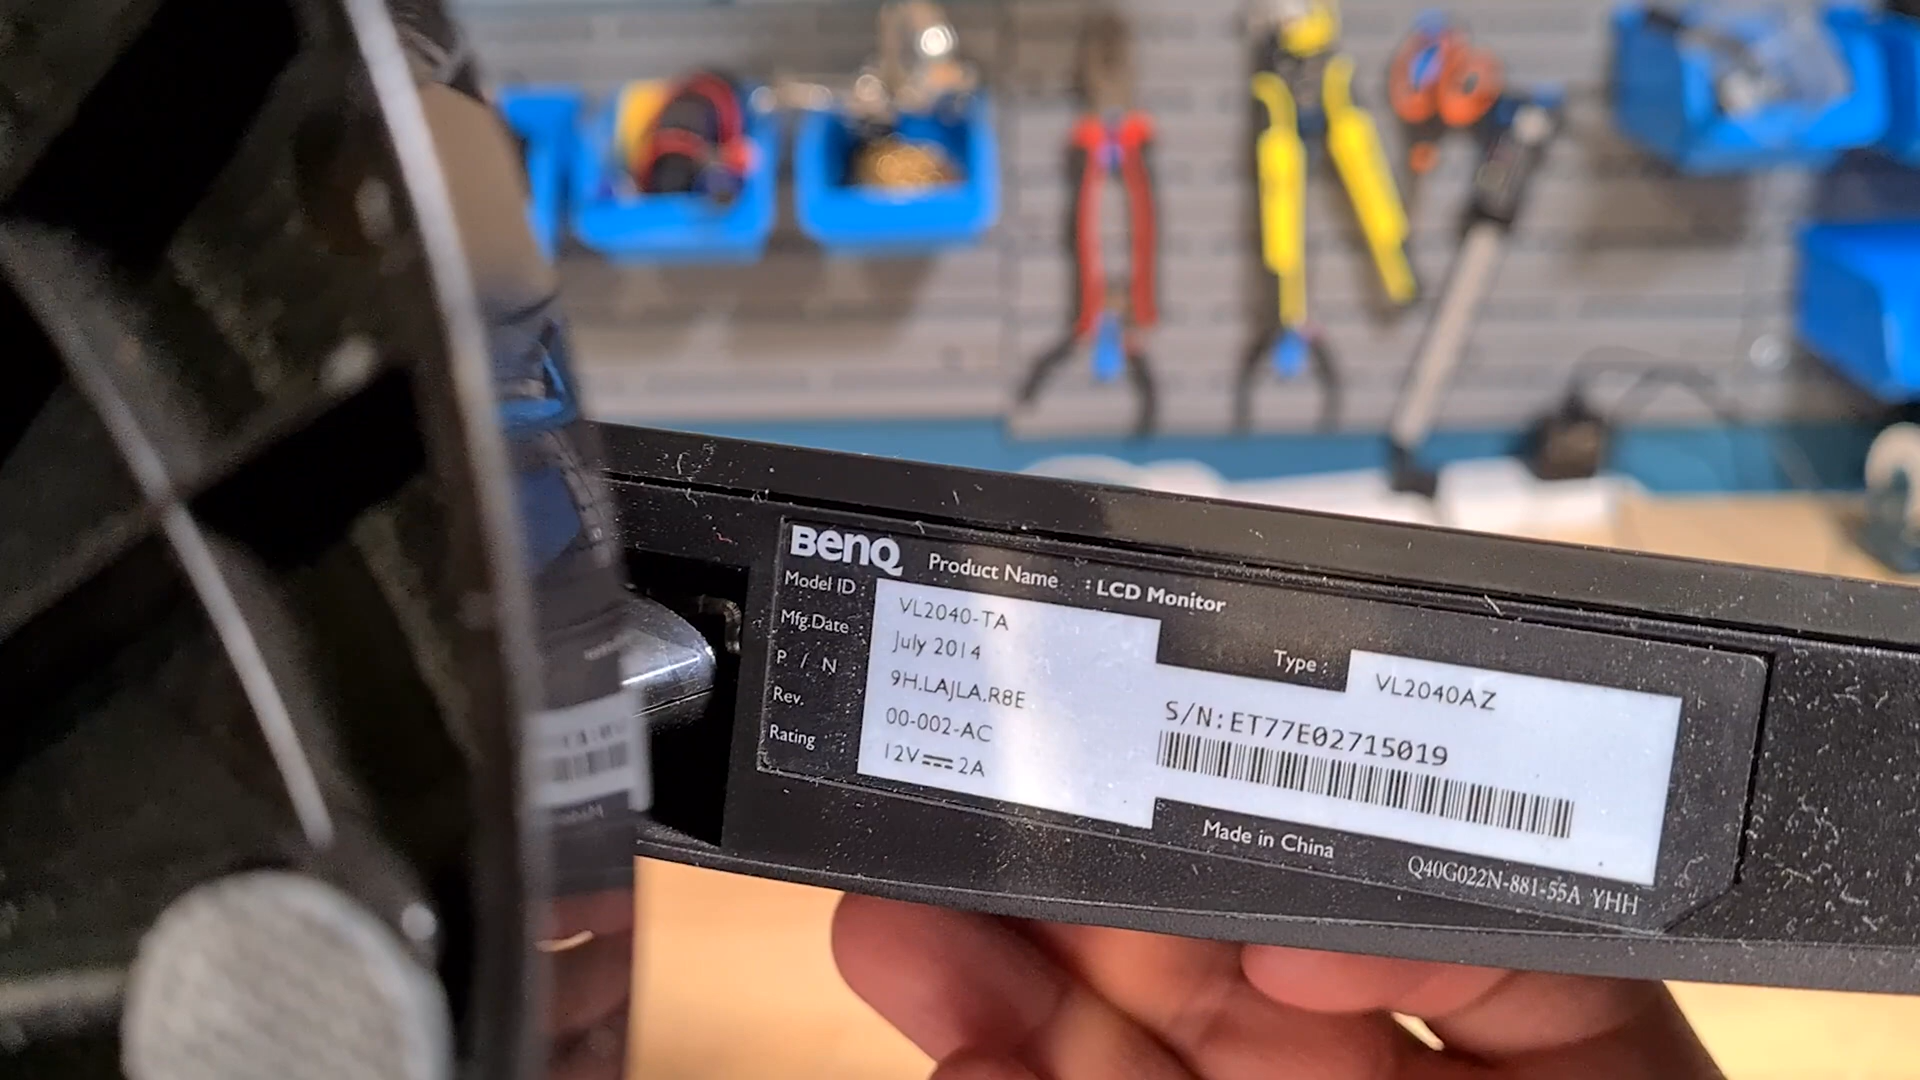 BenQ Product Name : LCD Monitor
Model ID : VL2040-TA
Mfg.Date : July 2014
Type : VL2040AZ
P / N : 9H.LAJLA.R8E
Rev. : 00-002-AC
Rating : 12V⎓2A
S/N:ET77E02715019
Made in China
Q40G022N-881-55A YHH